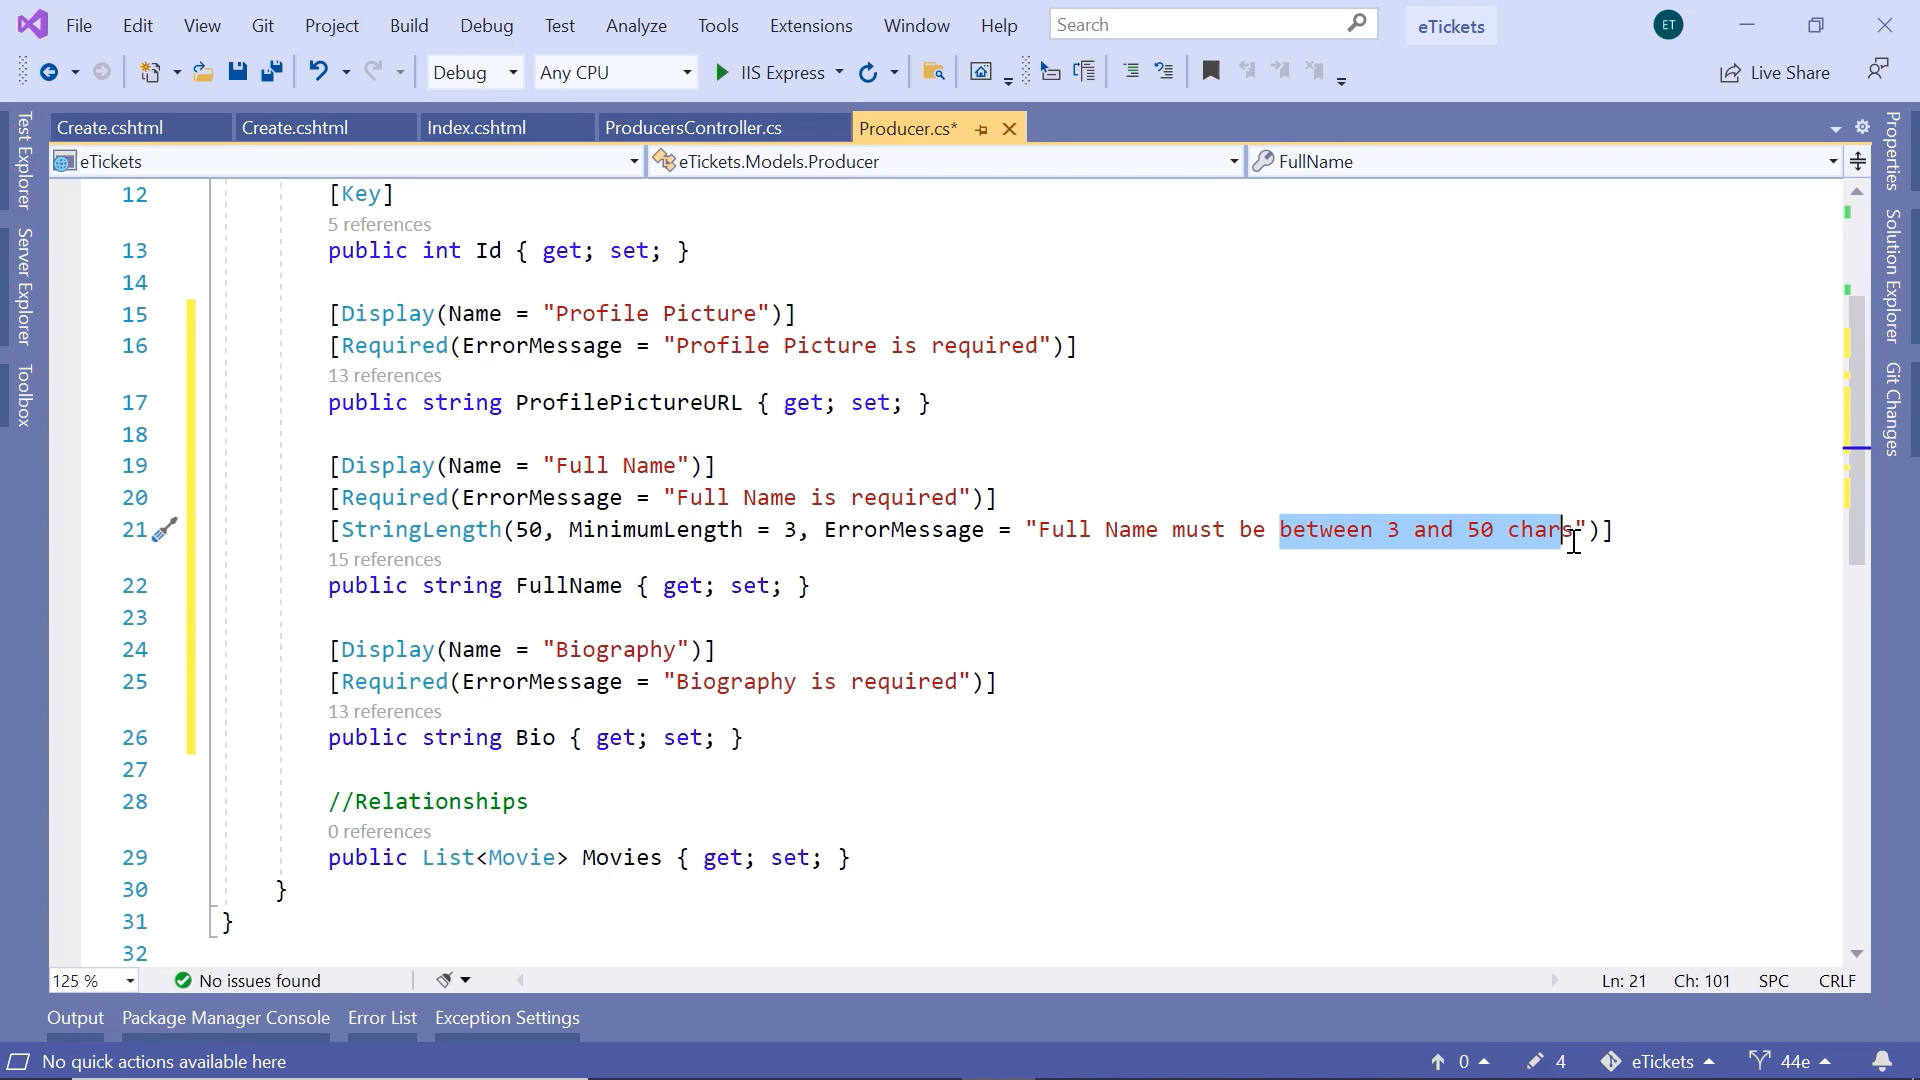 File Edit View Git Project Build Debug Test Analyze Tools Extensions Window Help Search eTickets ET
Debug Any CPU IIS Express Live Share
Create.cshtml Create.cshtml Index.cshtml ProducersController.cs Producer.cs*
eTickets eTickets.Models.Producer FullName
Test Explorer
Server Explorer
Toolbox
Properties
Solution Explorer
Git Changes
12 [Key]
5 references
13 public int Id { get; set; }
14
15 [Display(Name = "Profile Picture")]
16 [Required(ErrorMessage = "Profile Picture is required")]
13 references
17 public string ProfilePictureURL { get; set; }
18
19 [Display(Name = "Full Name")]
20 [Required(ErrorMessage = "Full Name is required")]
21 [StringLength(50, MinimumLength = 3, ErrorMessage = "Full Name must be between 3 and 50 chars")]
15 references
22 public string FullName { get; set; }
23
24 [Display(Name = "Biography")]
25 [Required(ErrorMessage = "Biography is required")]
13 references
26 public string Bio { get; set; }
27
28 //Relationships
0 references
29 public List<Movie> Movies { get; set; }
30 }
31 }
32
125 % No issues found Ln: 21 Ch: 101 SPC CRLF
Output Package Manager Console Error List Exception Settings
No quick actions available here 0 4 eTickets 44e